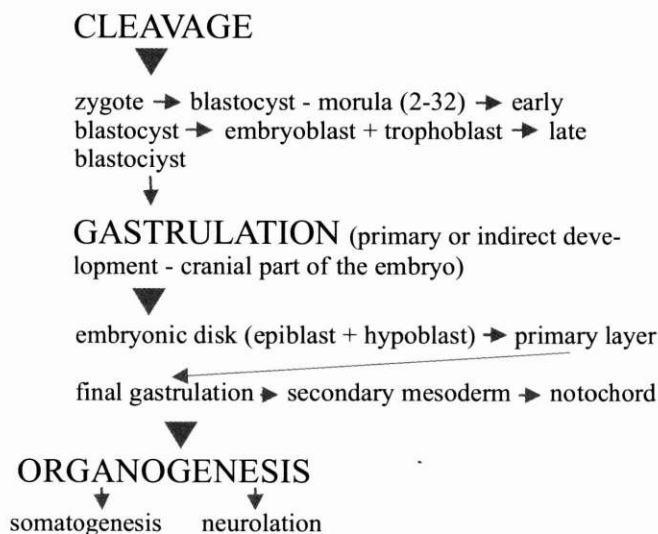 CLEAVAGE
zygote → blastocyst - morula (2-32) → early
blastocyst → embryoblast + trophoblast → late
blastociyst
GASTRULATION (primary or indirect deve-
lopment - cranial part of the embryo)
embryonic disk (epiblast + hypoblast) → primary layer
final gastrulation → secondary mesoderm → notochord
ORGANOGENESIS
somatogenesis neurolation